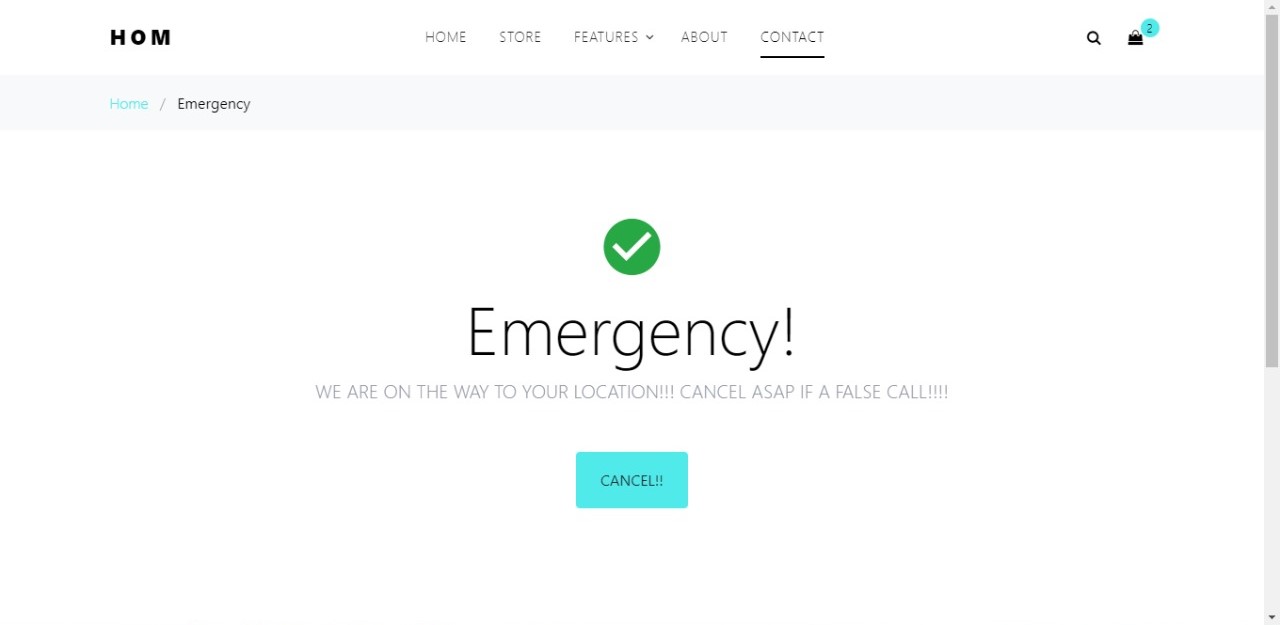 HOM
HOME STORE FEATURES ABOUT CONTACT
2
Home / Emergency
Emergency!
WE ARE ON THE WAY TO YOUR LOCATION!!! CANCEL ASAP IF A FALSE CALL!!!!
CANCEL!!